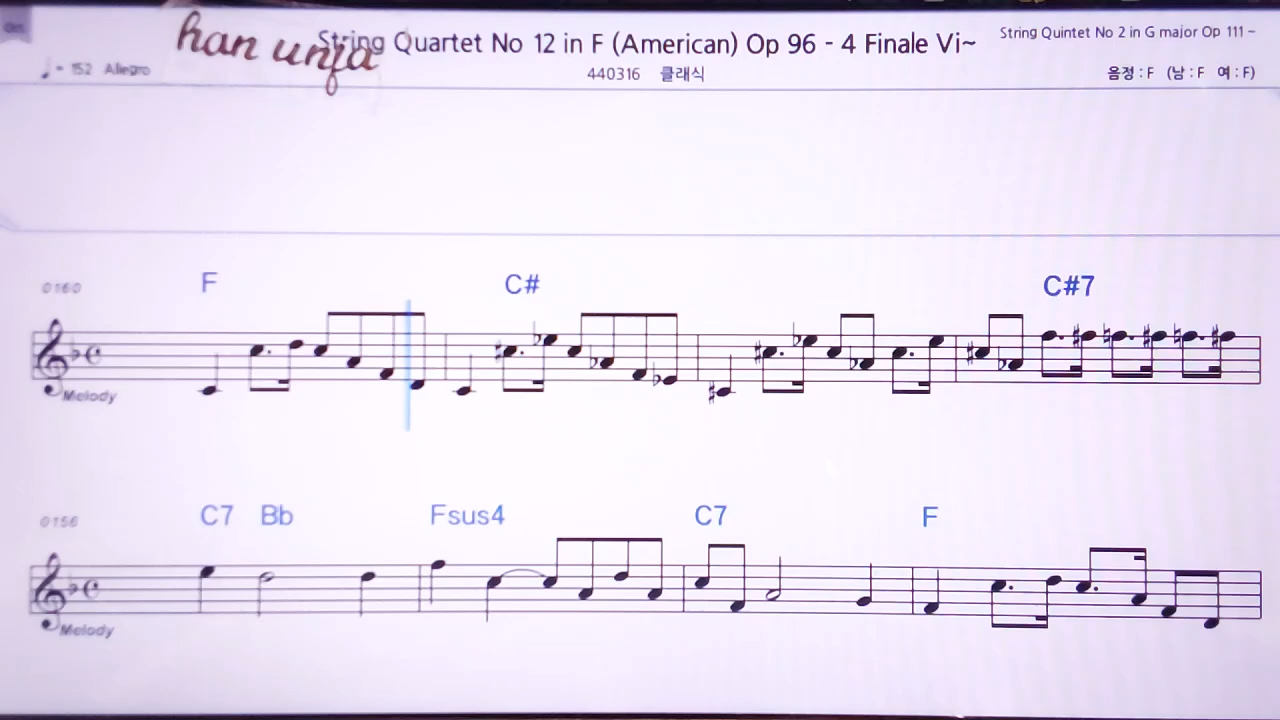 han unja
String Quartet No 12 in F (American) Op 96 - 4 Finale Vi~
String Quintet No 2 in G major Op 111 ~
♩ = 152 Allegro
440316 클래식
음정 : F (남 : F 여 : F)
0160
F C# C#7
Melody
0156
C7 Bb Fsus4 C7 F
Melody